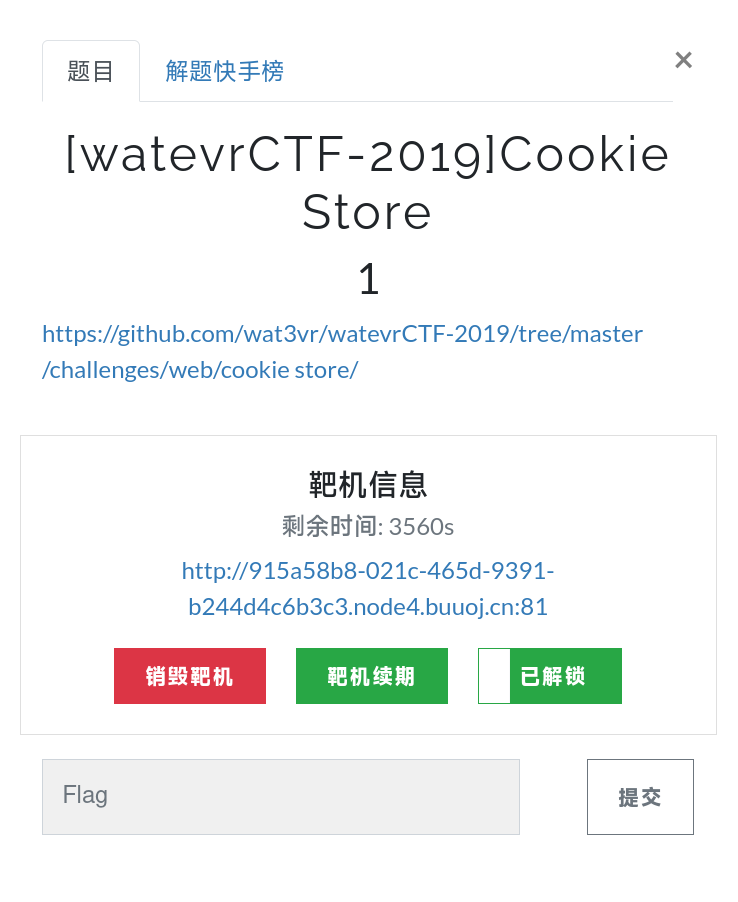 题目
解题快手榜
×
[watevrCTF-2019]Cookie
Store
1
https://github.com/wat3vr/watevrCTF-2019/tree/master
/challenges/web/cookie store/
靶机信息
剩余时间: 3560s
http://915a58b8-021c-465d-9391-
b244d4c6b3c3.node4.buuoj.cn:81
销毁靶机
靶机续期
已解锁
Flag
提交